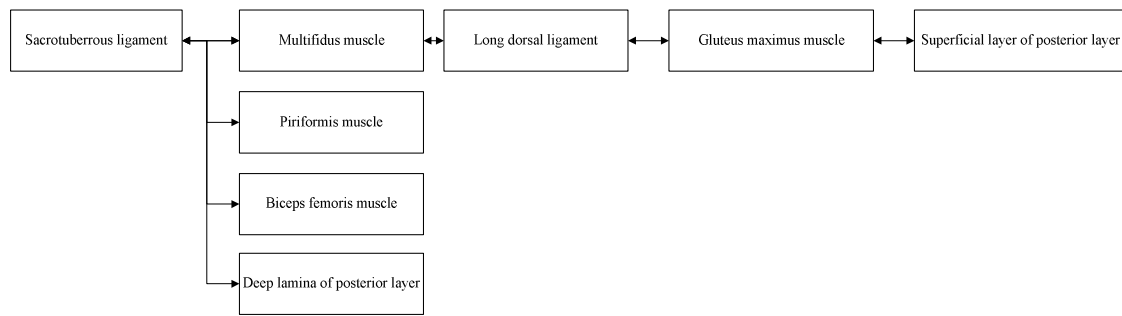 Sacrotuberrous ligament
Multifidus muscle
Long dorsal ligament
Gluteus maximus muscle
Superficial layer of posterior layer
Piriformis muscle
Biceps femoris muscle
Deep lamina of posterior layer